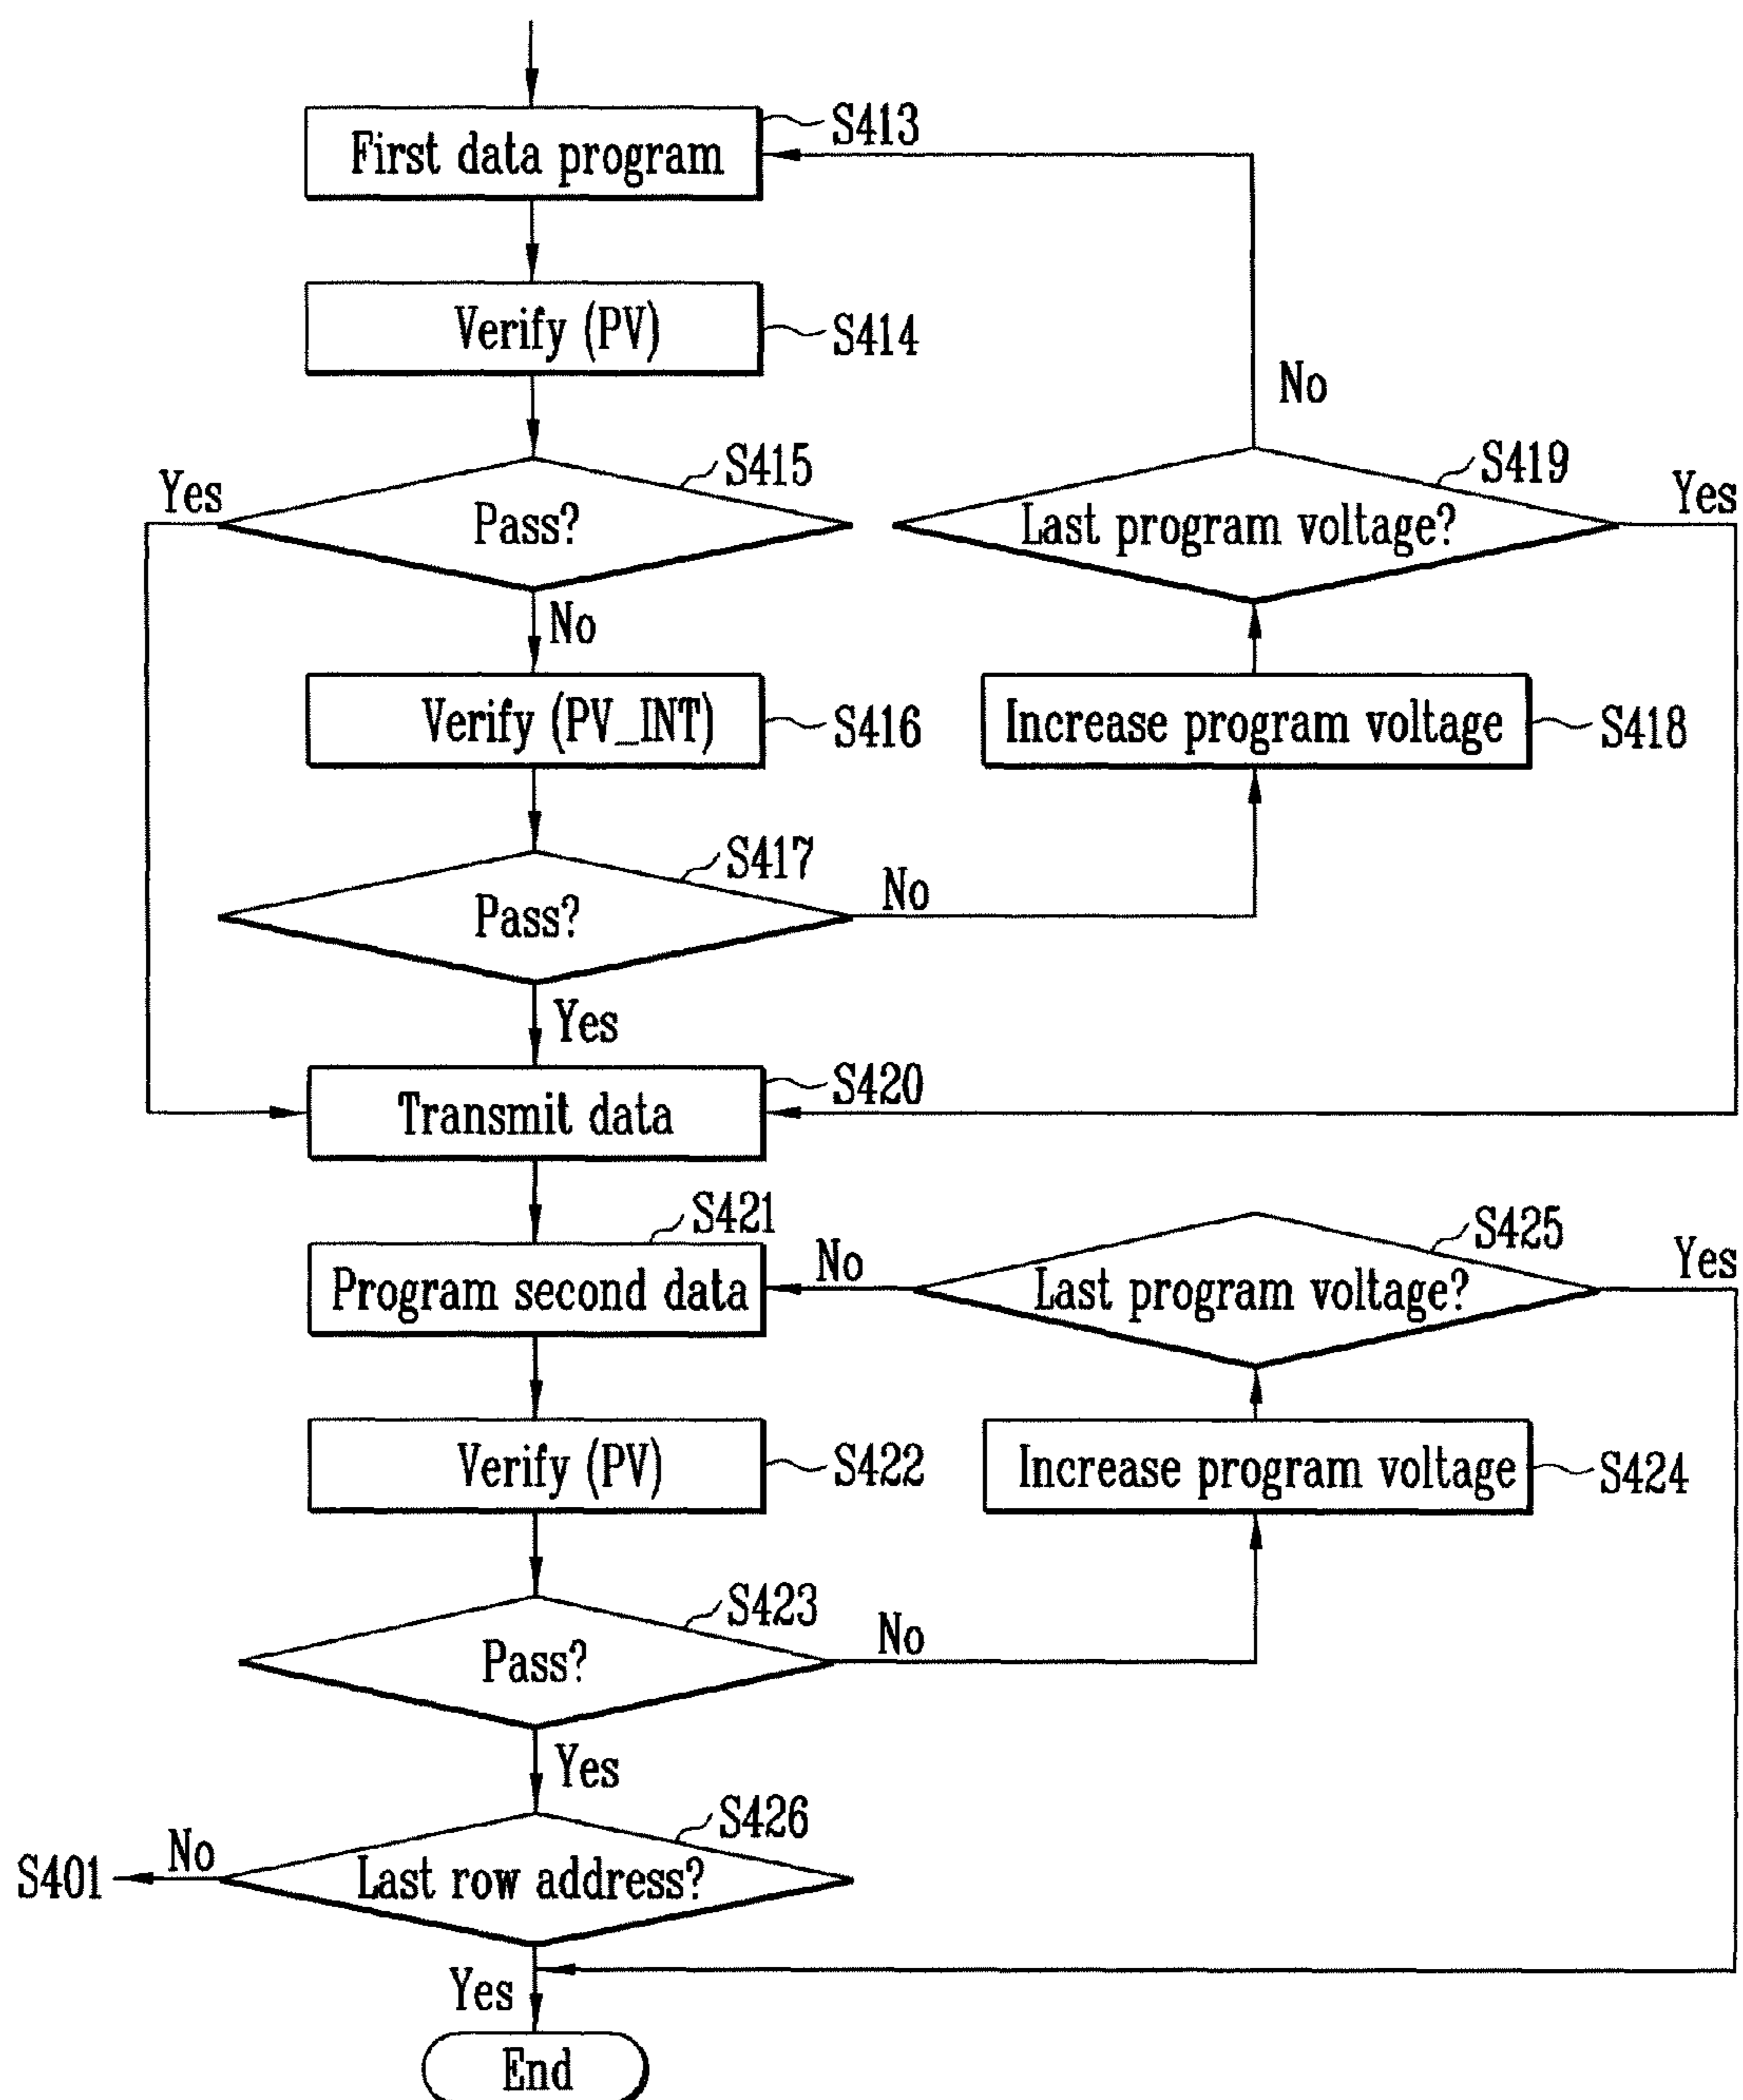 S413
First data program
Verify (PV)
S414
No
S415
S419
Yes
Yes
Pass?
Last program voltage?
No
Verify (PV_INT)
S416
Increase program voltage
S418
S417
Pass?
No
Yes
S420
Transmit data
S421
S425
No
Yes
Program second data
Last program voltage?
Verify (PV)
S422
Increase program voltage
S424
S423
No
Pass?
Yes
S426
No
S401
Last row address?
Yes
End